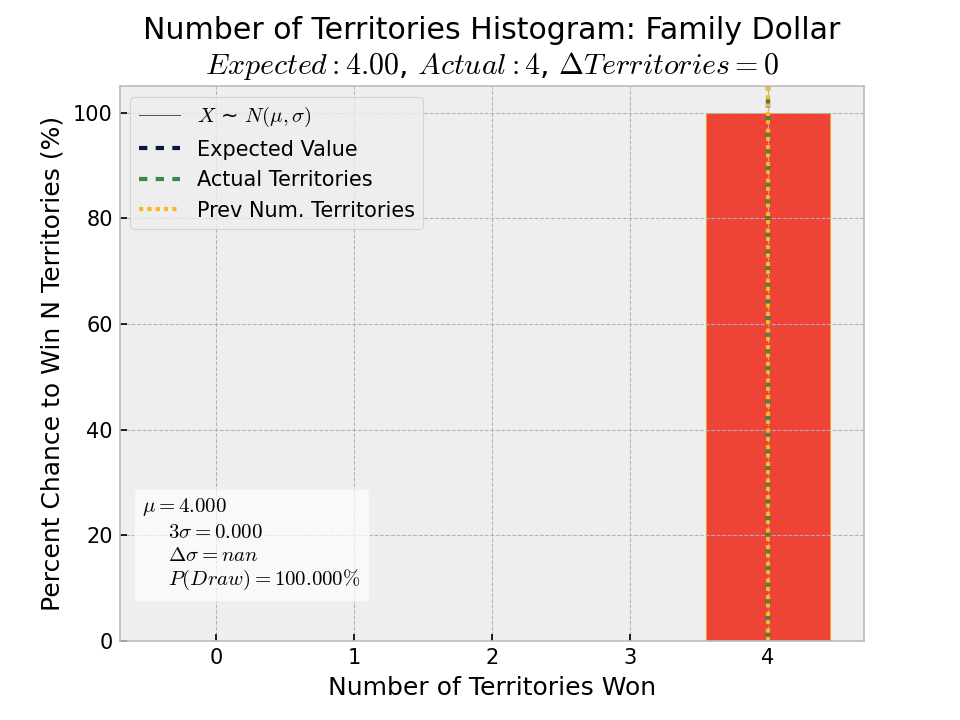 Number of Territories Histogram: Family Dollar
Expected : 4.00, Actual : 4, ΔTerritories = 0
Percent Chance to Win N Territories (%)
100
80
60
40
20
0
X ~ N(μ, σ)
Expected Value
Actual Territories
Prev Num. Territories
μ = 4.000
3σ = 0.000
Δσ = nan
P(Draw) = 100.000%
0 1 2 3 4
Number of Territories Won